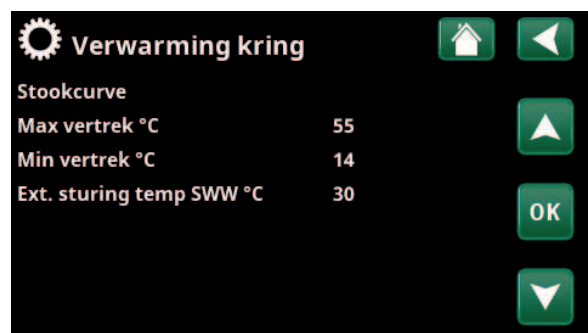 Verwarming kring
Stookcurve
Max vertrek °C 55
Min vertrek °C 14
Ext. sturing temp SWW °C 30
OK